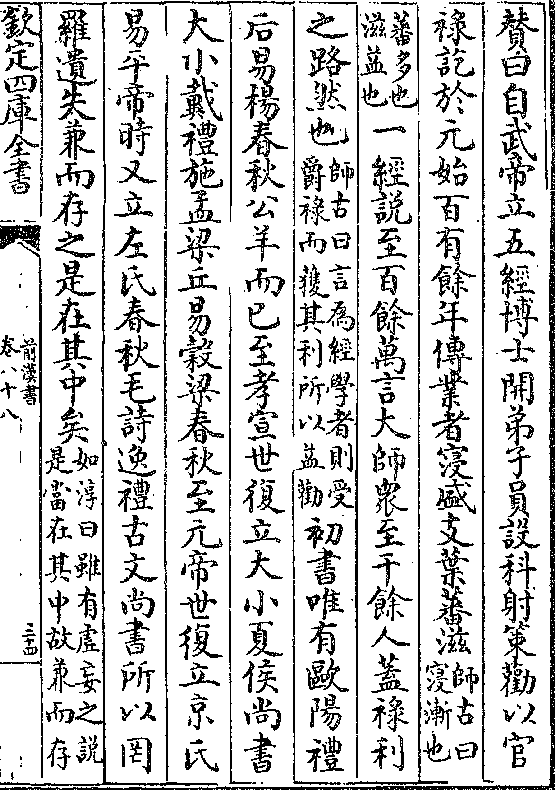 贊曰自武帝立五經博士開弟子員設科射策勸以官
禄訖於元始百有餘年傳業者寖盛支葉蕃滋師古曰寖漸也
蕃多也滋益也一經説至百餘萬言大師衆至千餘人蓋禄利
之路然也師古曰言為經學者則受爵禄而獲其利所以益勸初書唯有歐陽禮
后易楊春秋公羊而已至孝宣世復立大小夏侯尚書
大小戴禮施孟梁丘易穀梁春秋至元帝世復立京氏
易平帝時又立左氏春秋毛詩逸禮古文尚書所以罔
羅遺失兼而存之是在其中矣如淳曰雖有虛妄之説是當在其中故兼而存
欽定四庫全書
前漢書
卷八十八
二十四